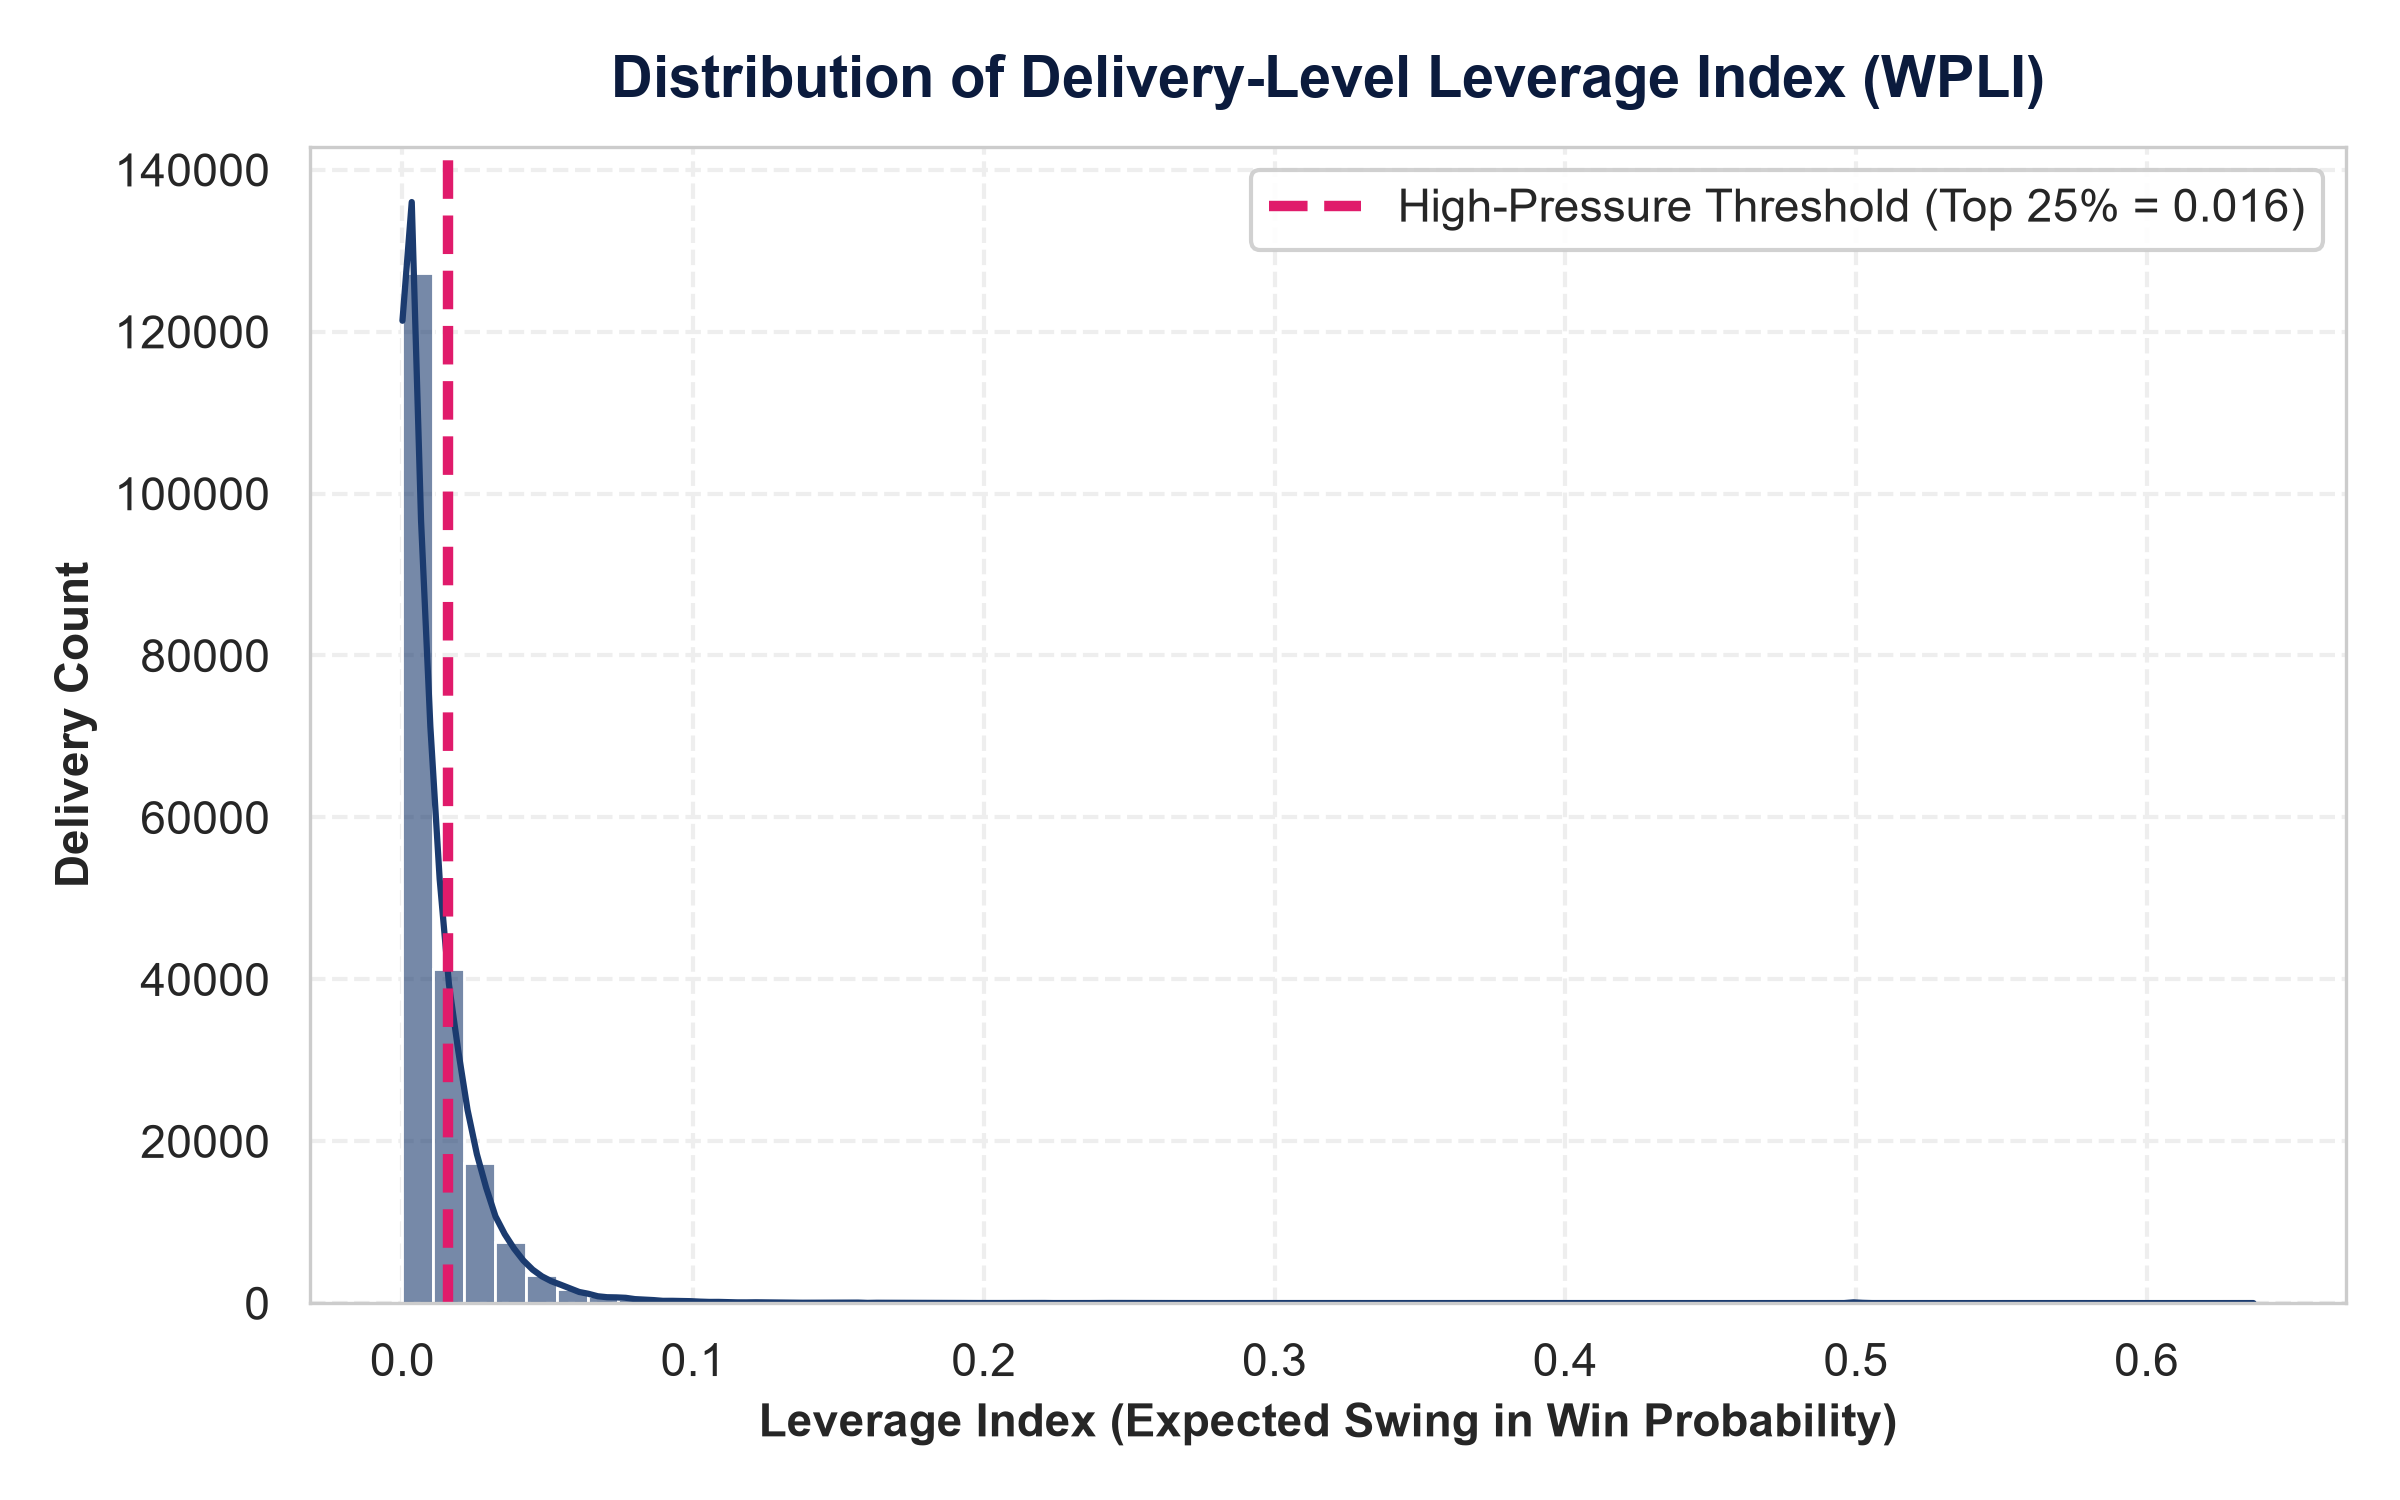 Distribution of Delivery-Level Leverage Index (WPLI)
High-Pressure Threshold (Top 25% = 0.016)
140000
120000
100000
80000
60000
40000
20000
0
Delivery Count
0.0 0.1 0.2 0.3 0.4 0.5 0.6
Leverage Index (Expected Swing in Win Probability)